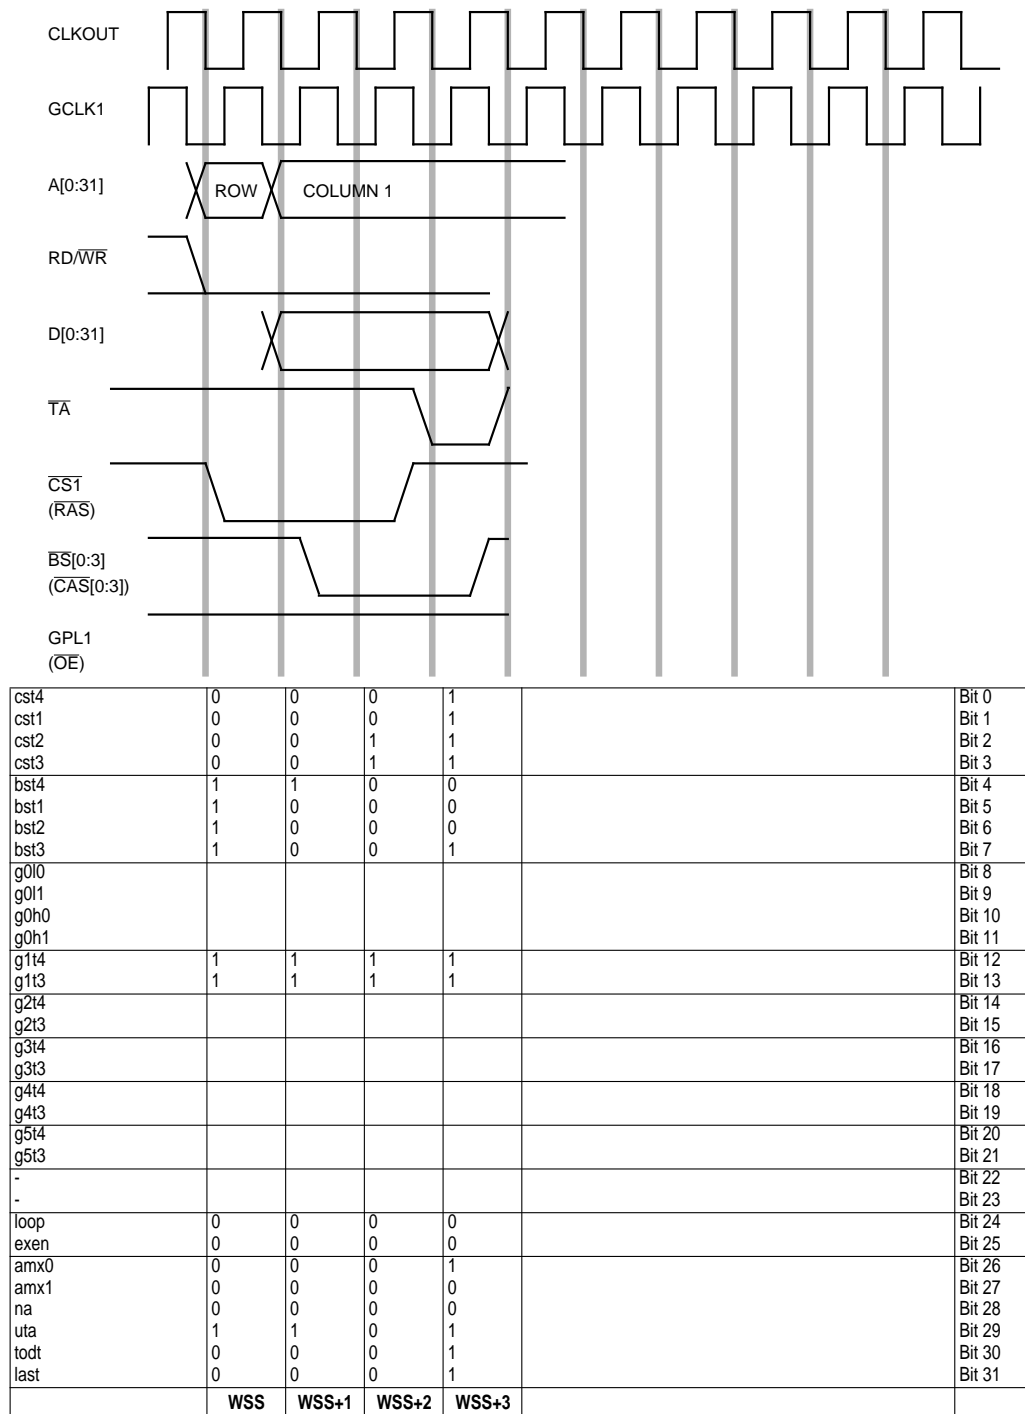 CLKOUT
GCLK1
A[0:31] ROW COLUMN 1
RD/W̅R̅
D[0:31]
T̅A̅
C̅S̅1̅
(R̅A̅S̅)
B̅S̅[0:3]
(C̅A̅S̅[0:3])
GPL1
(O̅E̅)
cst4 0 0 0 1 Bit 0
cst1 0 0 0 1 Bit 1
cst2 0 0 1 1 Bit 2
cst3 0 0 1 1 Bit 3
bst4 1 1 0 0 Bit 4
bst1 1 0 0 0 Bit 5
bst2 1 0 0 0 Bit 6
bst3 1 0 0 1 Bit 7
g0l0 Bit 8
g0l1 Bit 9
g0h0 Bit 10
g0h1 Bit 11
g1t4 1 1 1 1 Bit 12
g1t3 1 1 1 1 Bit 13
g2t4 Bit 14
g2t3 Bit 15
g3t4 Bit 16
g3t3 Bit 17
g4t4 Bit 18
g4t3 Bit 19
g5t4 Bit 20
g5t3 Bit 21
- Bit 22
- Bit 23
loop 0 0 0 0 Bit 24
exen 0 0 0 0 Bit 25
amx0 0 0 0 1 Bit 26
amx1 0 0 0 0 Bit 27
na 0 0 0 0 Bit 28
uta 1 1 0 1 Bit 29
todt 0 0 0 1 Bit 30
last 0 0 0 1 Bit 31
WSS WSS+1 WSS+2 WSS+3